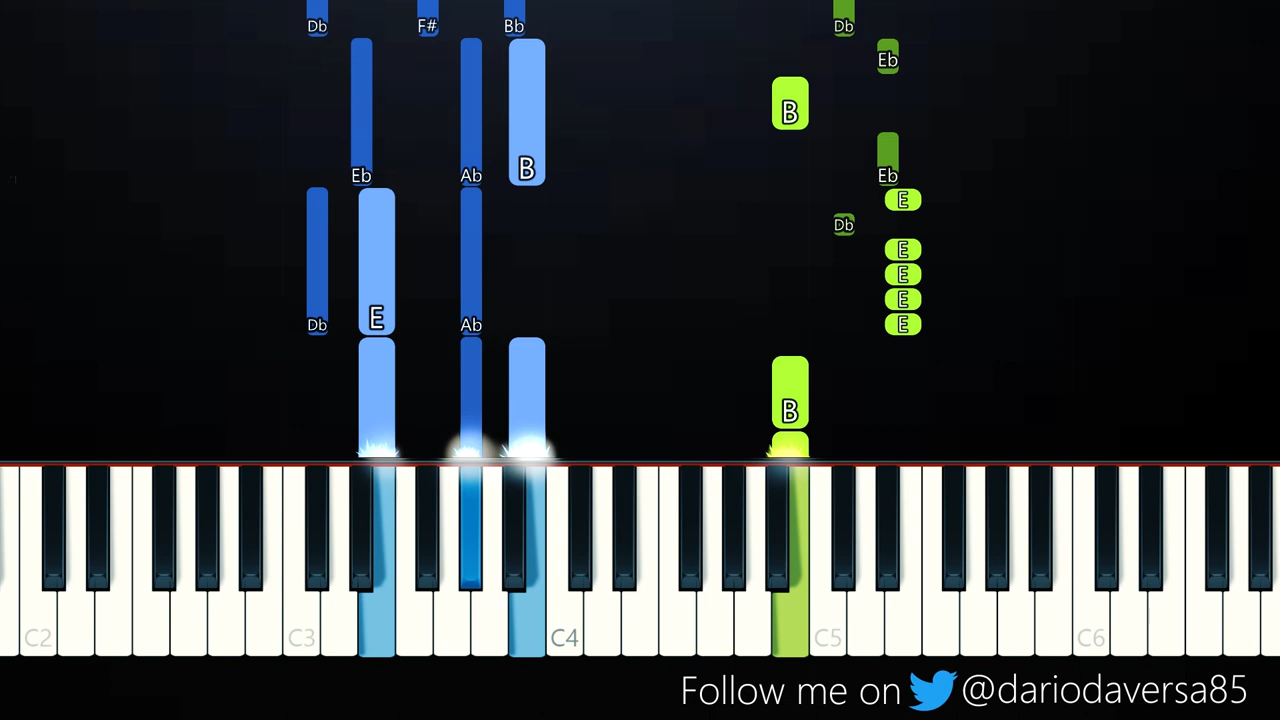 Db F# Bb Db
Eb
B
Eb Ab B Eb
E
Db
E
E
E
Db E Ab E
B
C2 C3 C4 C5 C6
Follow me on @dariodaversa85